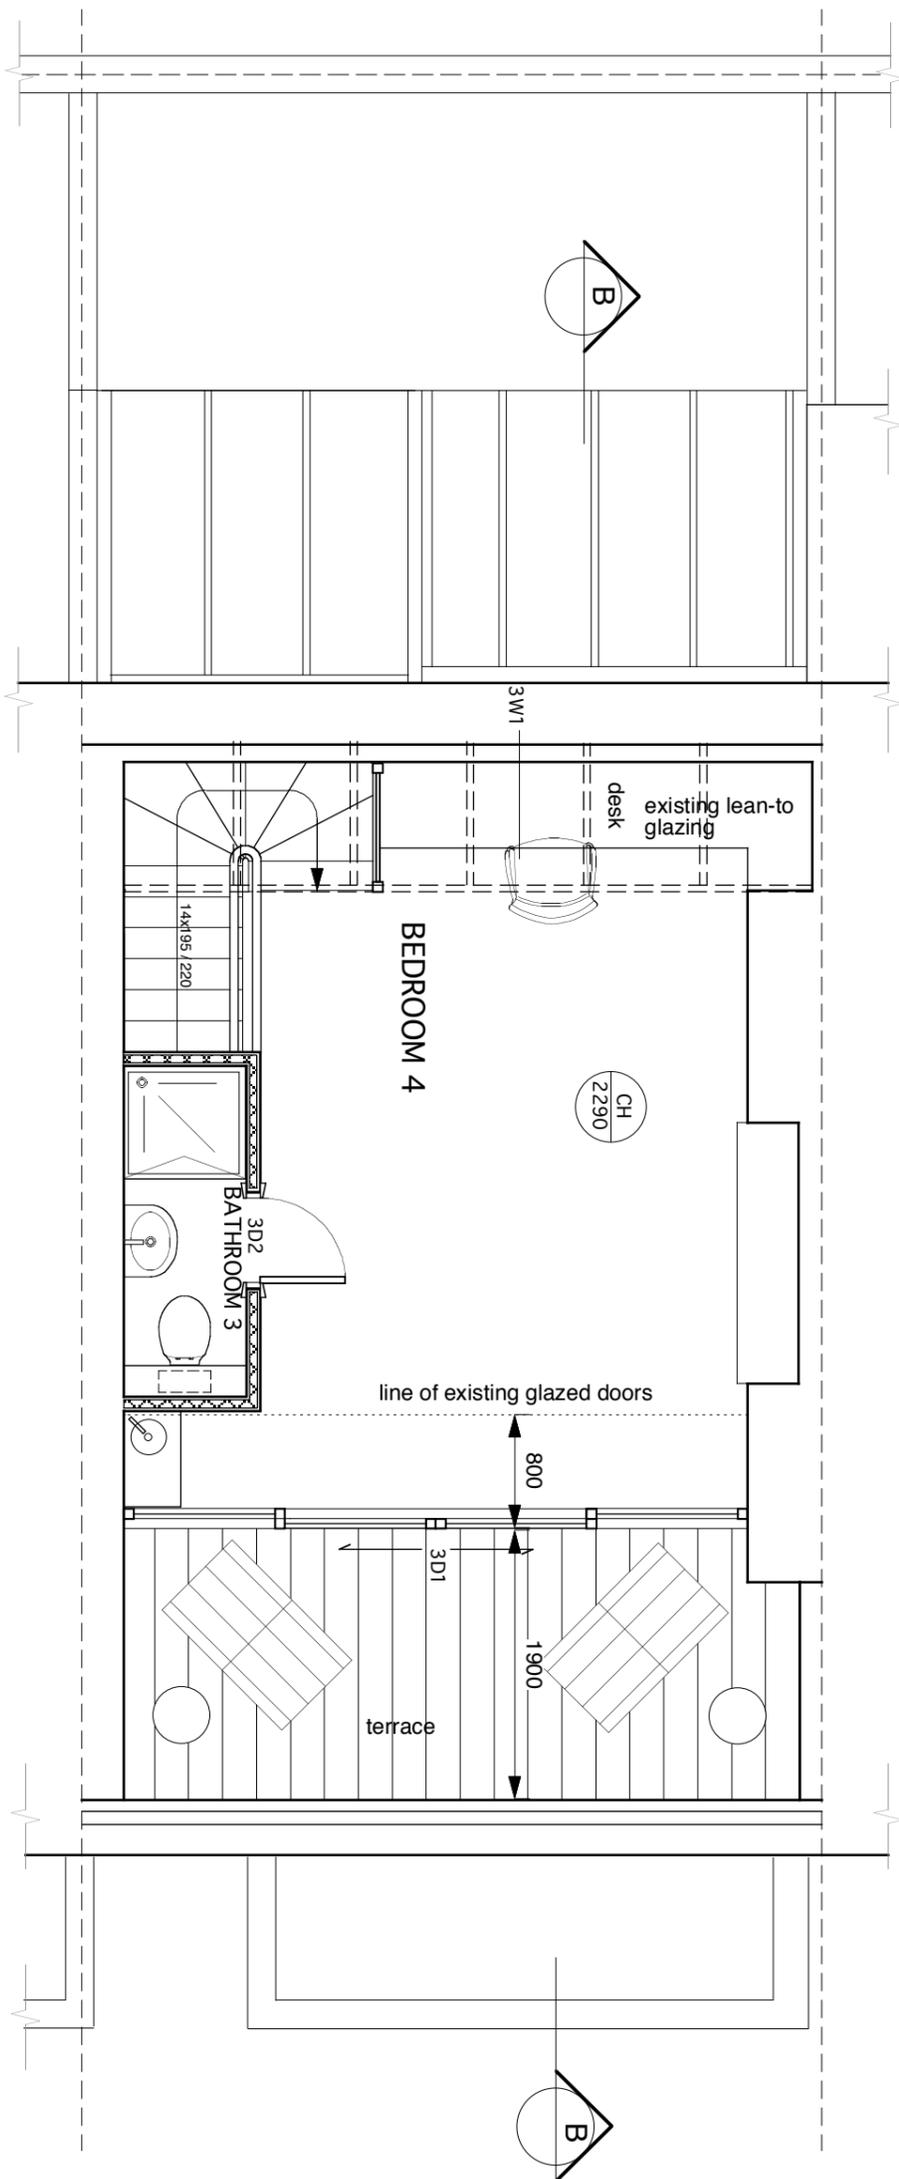 B
3W1
desk
existing lean-to
glazing
14x195 / 220
BEDROOM 4
CH
2290
3D2
BATHROOM 3
line of existing glazed doors
800
3D1
1900
terrace
B